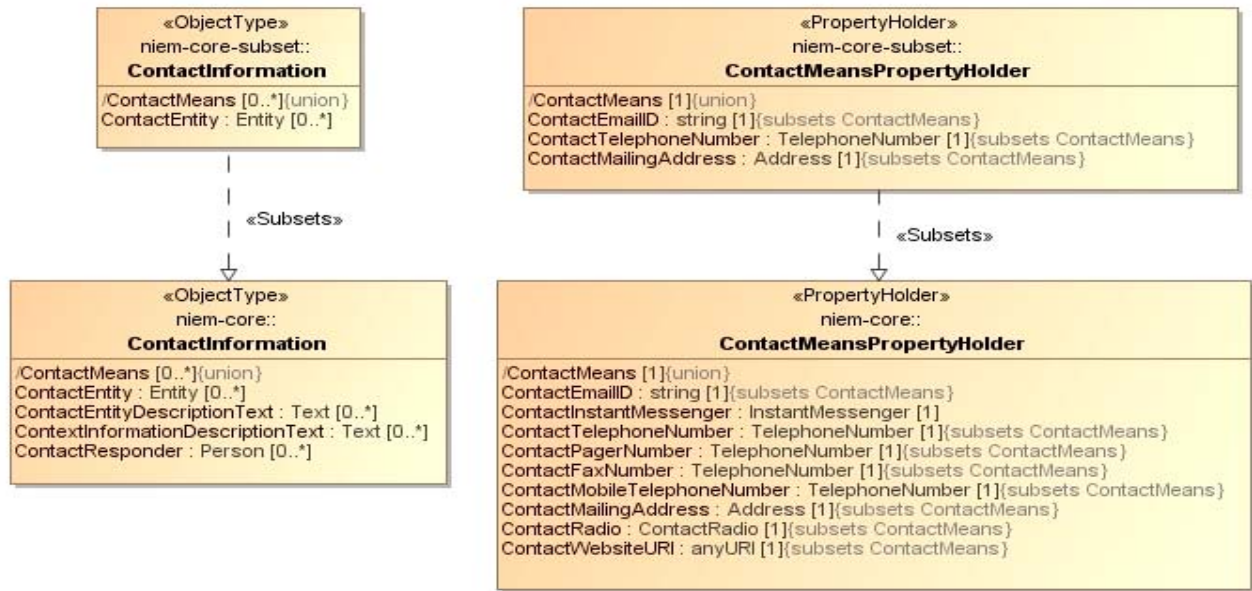 «ObjectType»
niem-core-subset::
ContactInformation
/ContactMeans [0..*]{union}
ContactEntity : Entity [0..*]
«PropertyHolder»
niem-core-subset::
ContactMeansPropertyHolder
/ContactMeans [1]{union}
ContactEmailID : string [1]{subsets ContactMeans}
ContactTelephoneNumber : TelephoneNumber [1]{subsets ContactMeans}
ContactMailingAddress : Address [1]{subsets ContactMeans}
«Subsets»
«Subsets»
«ObjectType»
niem-core::
ContactInformation
/ContactMeans [0..*]{union}
ContactEntity : Entity [0..*]
ContactEntityDescriptionText : Text [0..*]
ContextInformationDescriptionText : Text [0..*]
ContactResponder : Person [0..*]
«PropertyHolder»
niem-core::
ContactMeansPropertyHolder
/ContactMeans [1]{union}
ContactEmailID : string [1]{subsets ContactMeans}
ContactInstantMessenger : InstantMessenger [1]
ContactTelephoneNumber : TelephoneNumber [1]{subsets ContactMeans}
ContactPagerNumber : TelephoneNumber [1]{subsets ContactMeans}
ContactFaxNumber : TelephoneNumber [1]{subsets ContactMeans}
ContactMobileTelephoneNumber : TelephoneNumber [1]{subsets ContactMeans}
ContactMailingAddress : Address [1]{subsets ContactMeans}
ContactRadio : ContactRadio [1]{subsets ContactMeans}
ContactWebsiteURI : anyURI [1]{subsets ContactMeans}